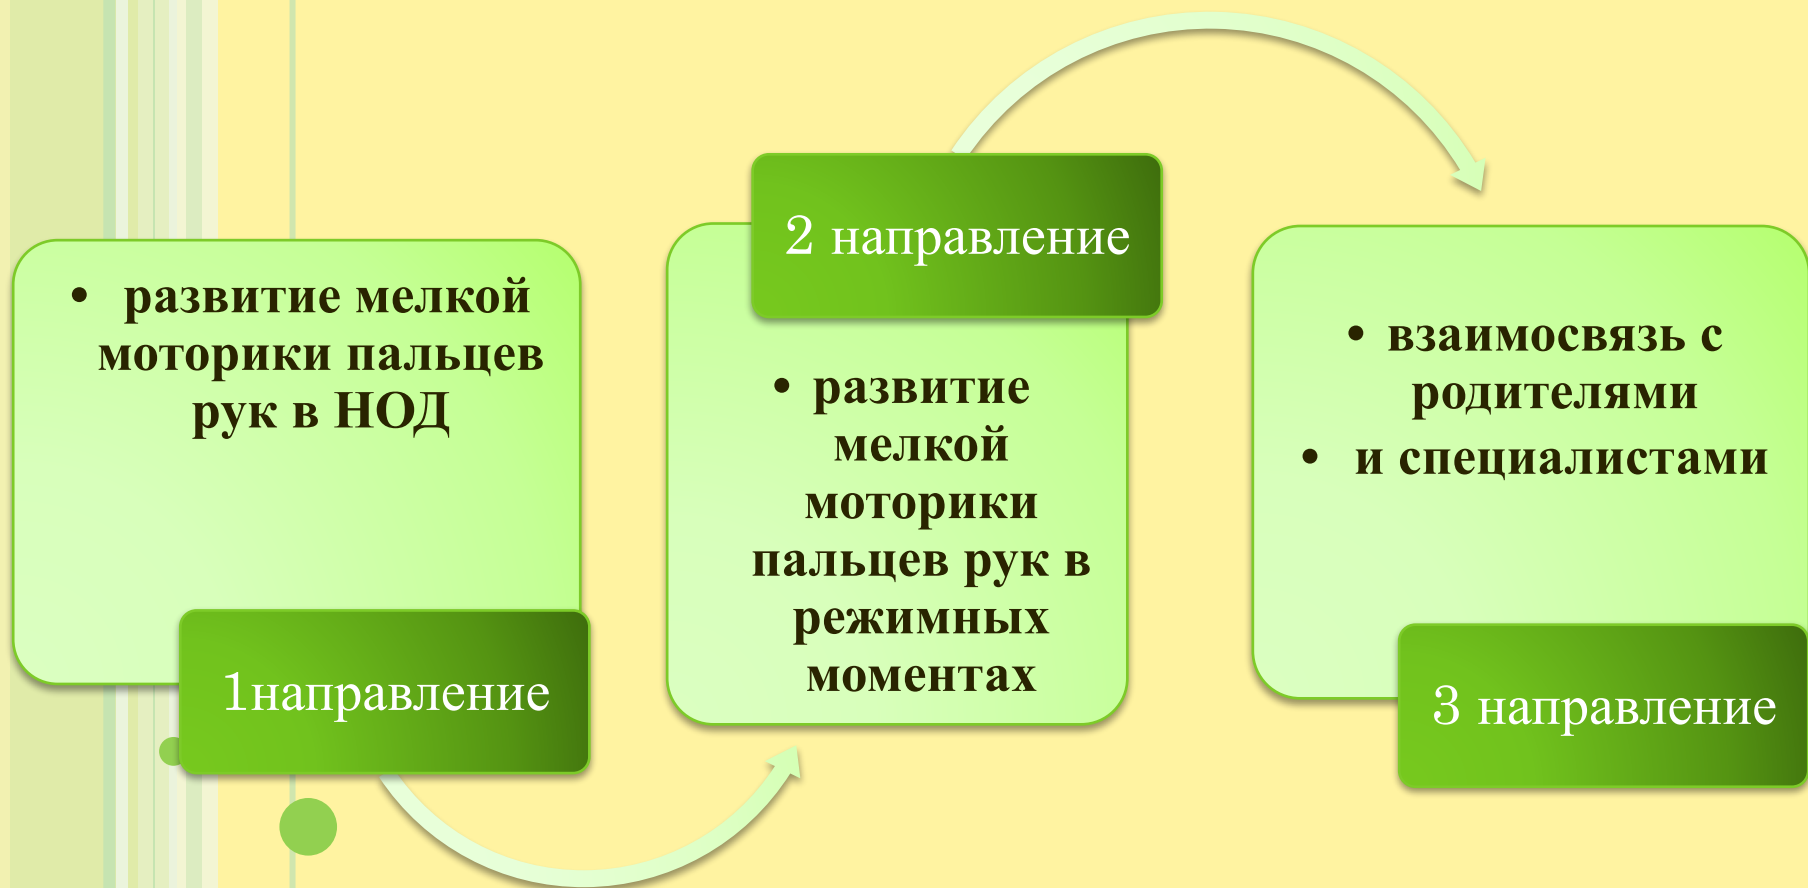 • развитие мелкой
моторики пальцев
рук в НОД
1направление
2 направление
• развитие
мелкой
моторики
пальцев рук в
режимных
моментах
• взаимосвязь с
родителями
• и специалистами
3 направление